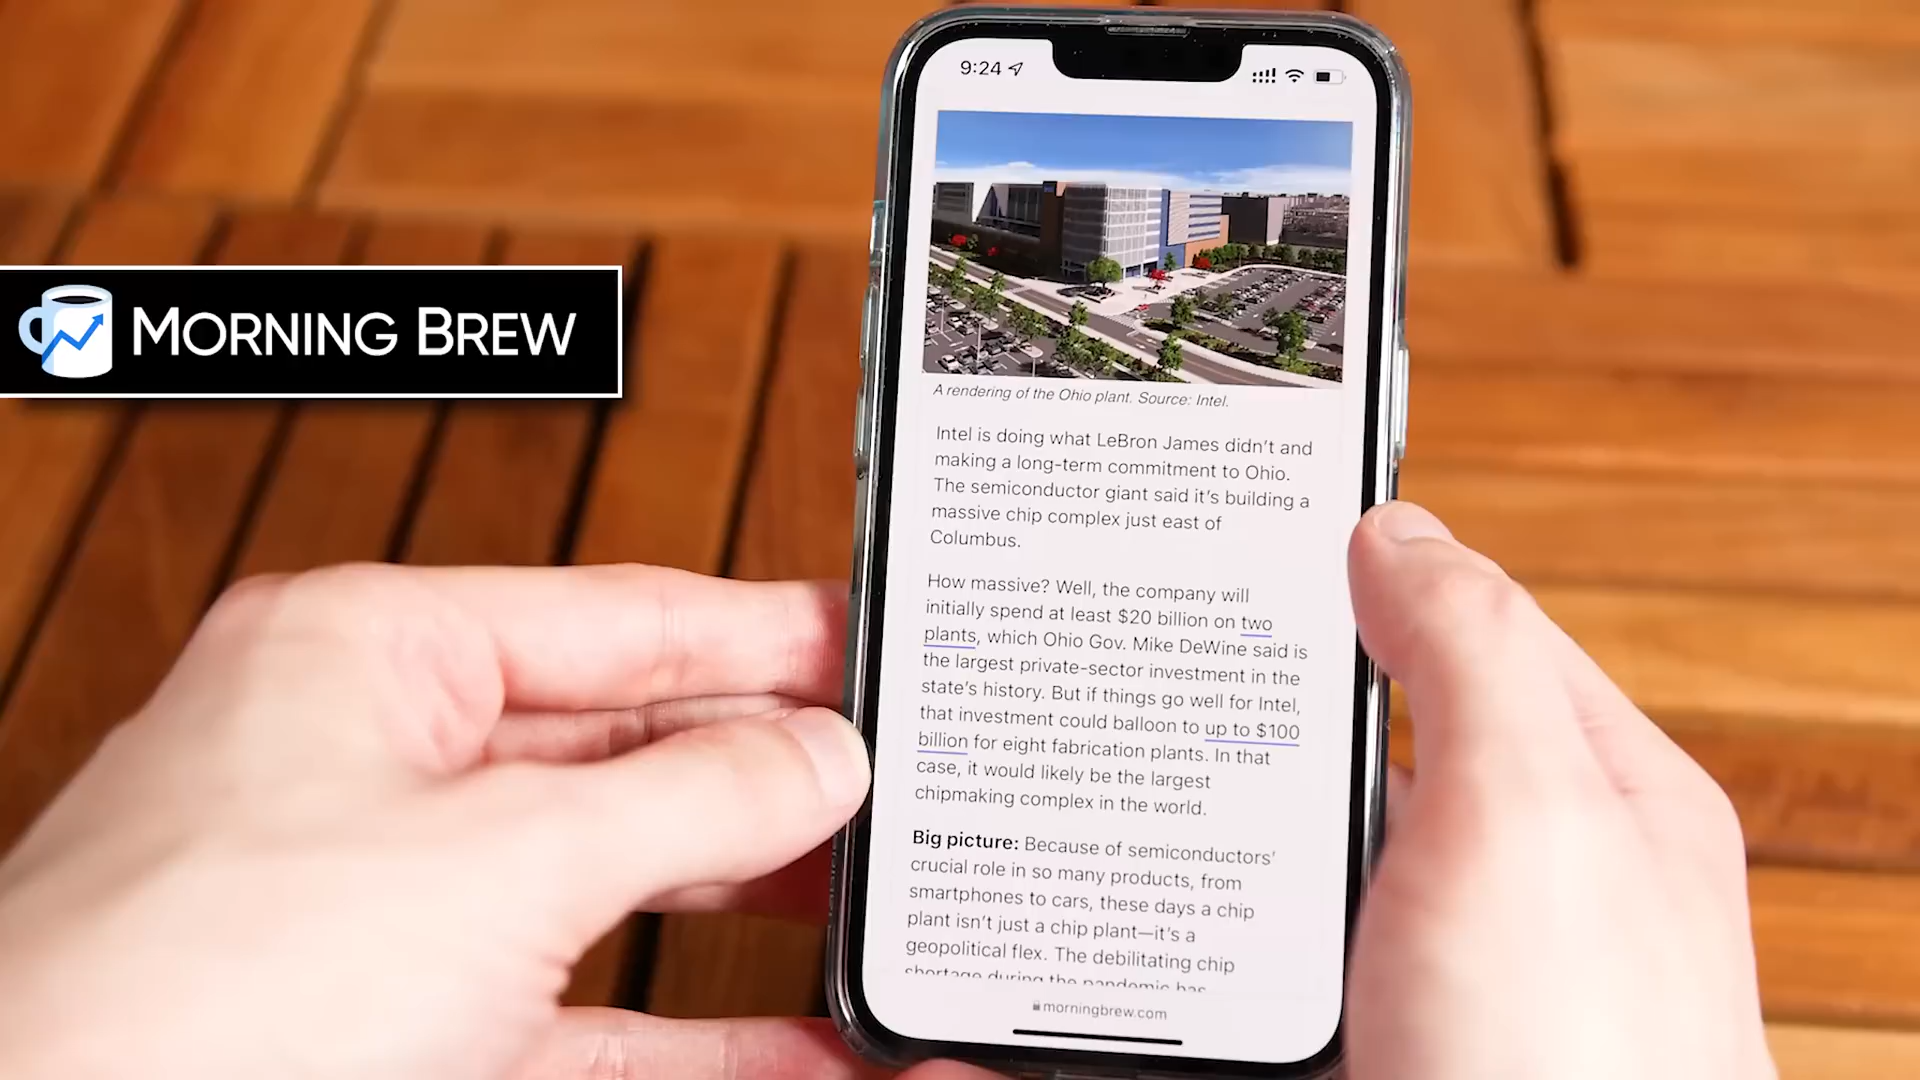 MORNING BREW
9:24
A rendering of the Ohio plant. Source: Intel.
Intel is doing what LeBron James didn't and
making a long-term commitment to Ohio.
The semiconductor giant said it's building a
massive chip complex just east of
Columbus.
How massive? Well, the company will
initially spend at least $20 billion on two
plants, which Ohio Gov. Mike DeWine said is
the largest private-sector investment in the
state's history. But if things go well for Intel,
that investment could balloon to up to $100
billion for eight fabrication plants. In that
case, it would likely be the largest
chipmaking complex in the world.
Big picture: Because of semiconductors'
crucial role in so many products, from
smartphones to cars, these days a chip
plant isn't just a chip plant—it's a
geopolitical flex. The debilitating chip
shortage during the pandemic has
morningbrew.com